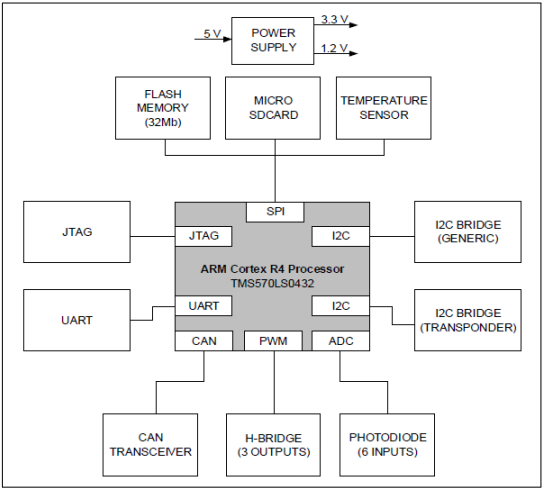 5 V
POWER
SUPPLY
3.3 V
1.2 V
FLASH
MEMORY
(32Mb)
MICRO
SDCARD
TEMPERATURE
SENSOR
SPI
JTAG
JTAG
I2C
I2C BRIDGE
(GENERIC)
ARM Cortex R4 Processor
TMS570LS0432
UART
UART
I2C
I2C BRIDGE
(TRANSPONDER)
CAN
PWM
ADC
CAN
TRANSCEIVER
H-BRIDGE
(3 OUTPUTS)
PHOTODIODE
(6 INPUTS)